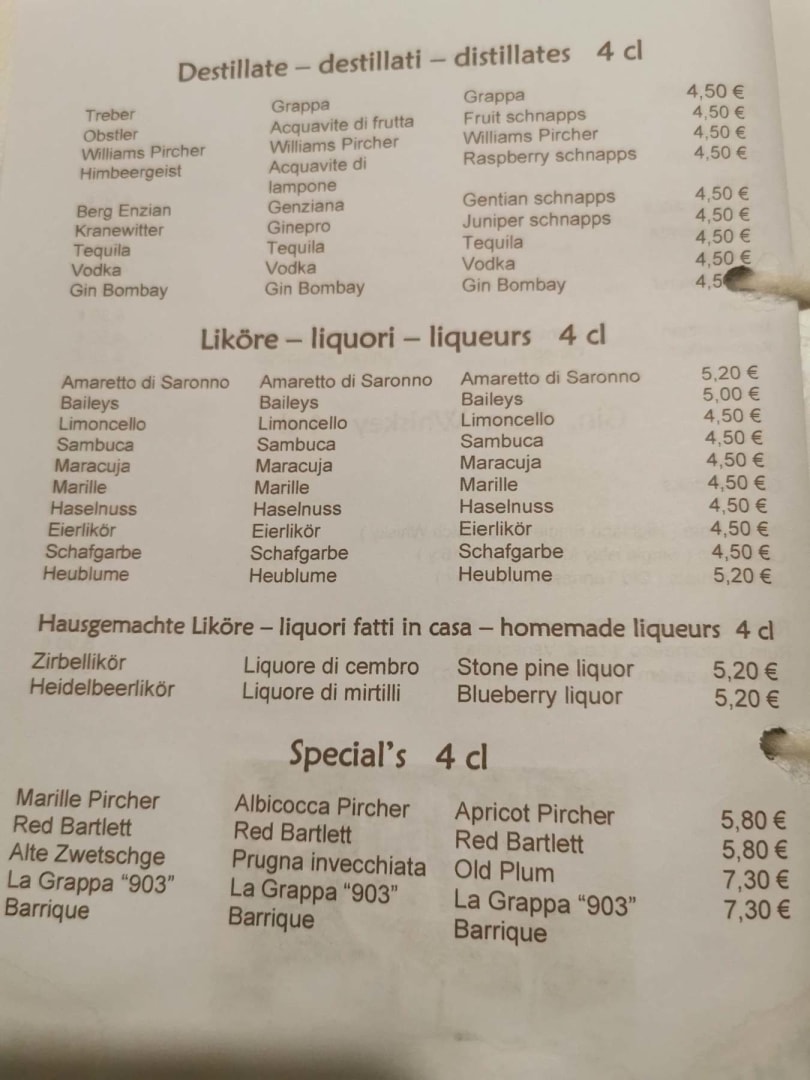 Destillate – destillati – distillates 4 cl
Treber Grappa Grappa 4,50 €
Obstler Acquavite di frutta Fruit schnapps 4,50 €
Williams Pircher Williams Pircher Williams Pircher 4,50 €
Himbeergeist Acquavite di Raspberry schnapps 4,50 €
lampone
Berg Enzian Genziana Gentian schnapps 4,50 €
Kranewitter Ginepro Juniper schnapps 4,50 €
Tequila Tequila Tequila 4,50 €
Vodka Vodka Vodka 4,50 €
Gin Bombay Gin Bombay Gin Bombay 4,5
Liköre – liquori – liqueurs 4 cl
Amaretto di Saronno Amaretto di Saronno Amaretto di Saronno 5,20 €
Baileys Baileys Baileys 5,00 €
Limoncello Limoncello Limoncello 4,50 €
Sambuca Sambuca Sambuca 4,50 €
Maracuja Maracuja Maracuja 4,50 €
Marille Marille Marille 4,50 €
Haselnuss Haselnuss Haselnuss 4,50 €
Eierlikör Eierlikör Eierlikör 4,50 €
Schafgarbe Schafgarbe Schafgarbe 4,50 €
Heublume Heublume Heublume 5,20 €
Hausgemachte Liköre – liquori fatti in casa – homemade liqueurs 4 cl
Zirbellikör Liquore di cembro Stone pine liquor 5,20 €
Heidelbeerlikör Liquore di mirtilli Blueberry liquor 5,20 €
Special's 4 cl
Marille Pircher Albicocca Pircher Apricot Pircher 5,80 €
Red Bartlett Red Bartlett Red Bartlett 5,80 €
Alte Zwetschge Prugna invecchiata Old Plum 7,30 €
La Grappa “903” La Grappa “903” La Grappa “903” 7,30 €
Barrique Barrique Barrique